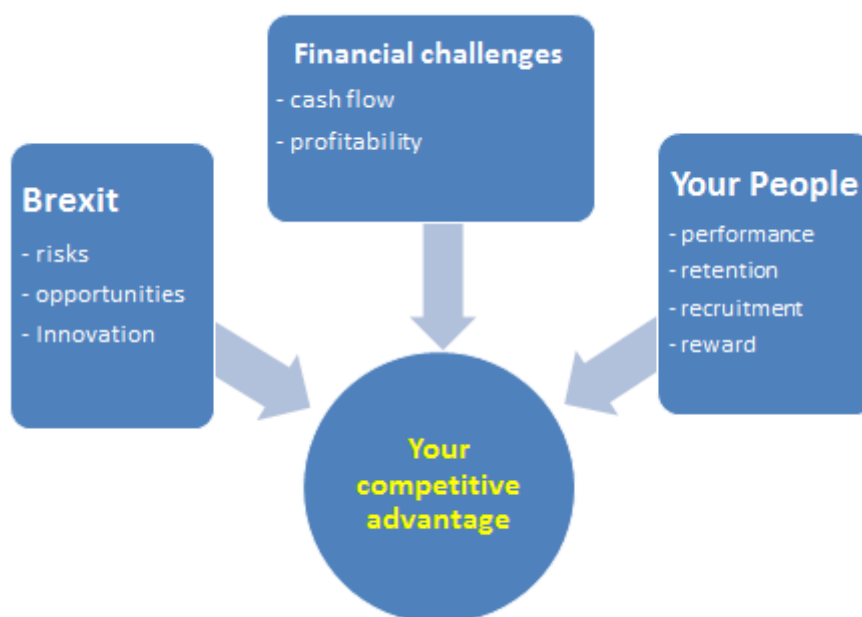 Financial challenges
- cash flow
- profitability
Brexit
- risks
- opportunities
- Innovation
Your People
- performance
- retention
- recruitment
- reward
Your
competitive
advantage